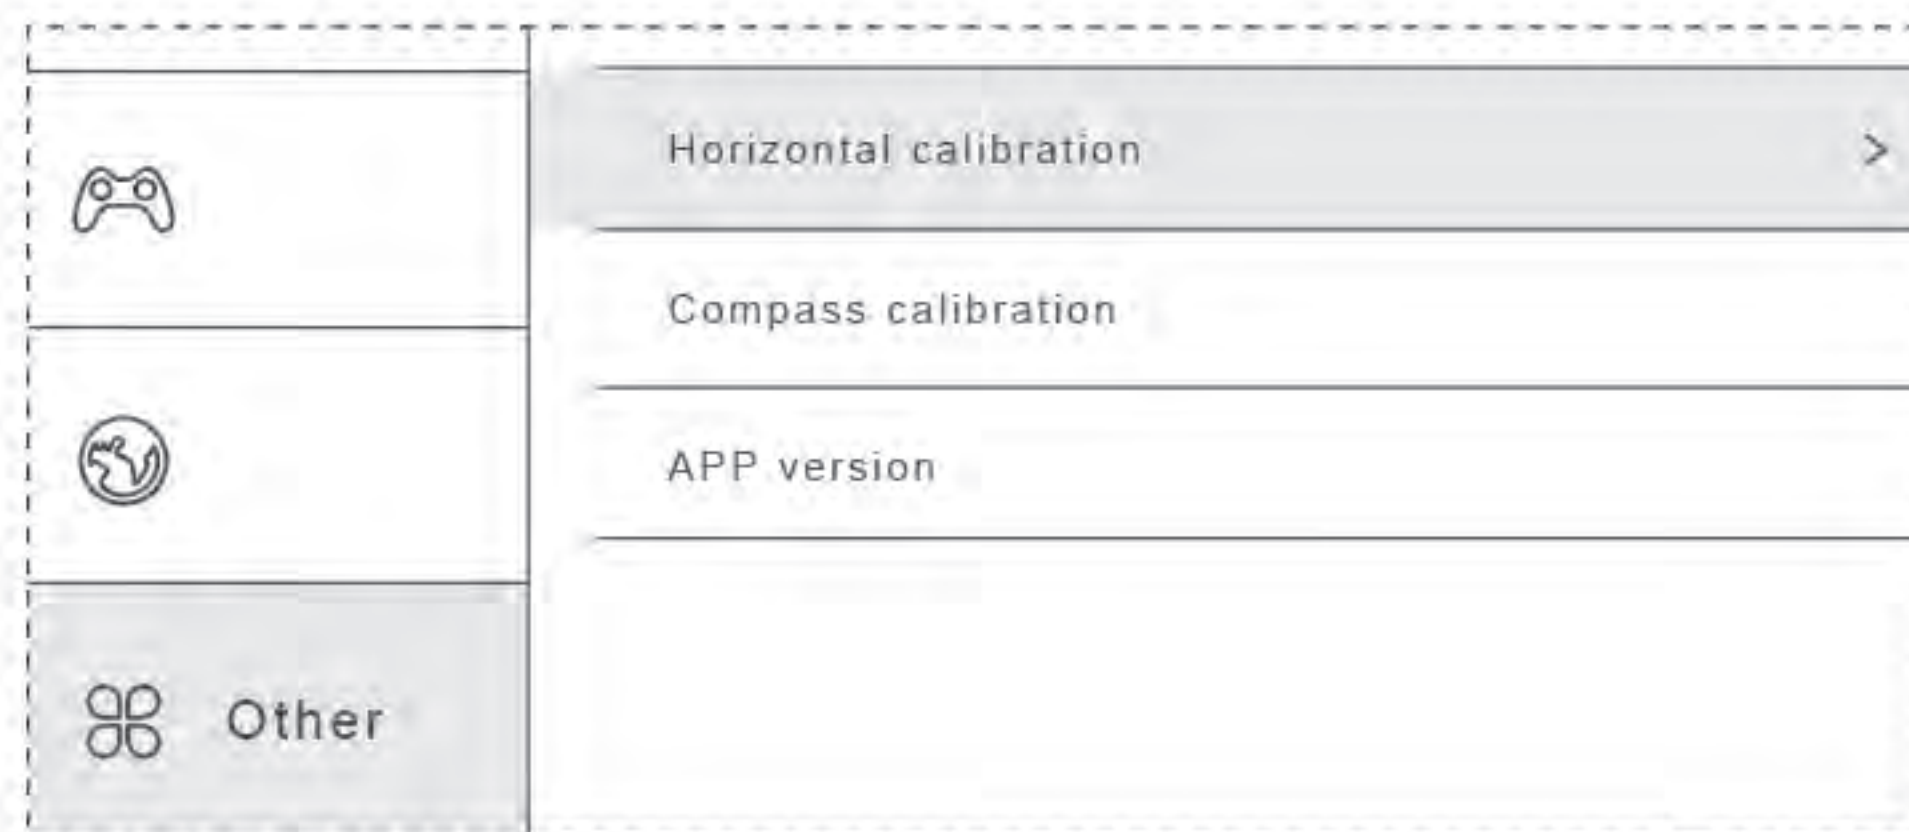 Horizontal calibration
Compass calibration
APP version
Other